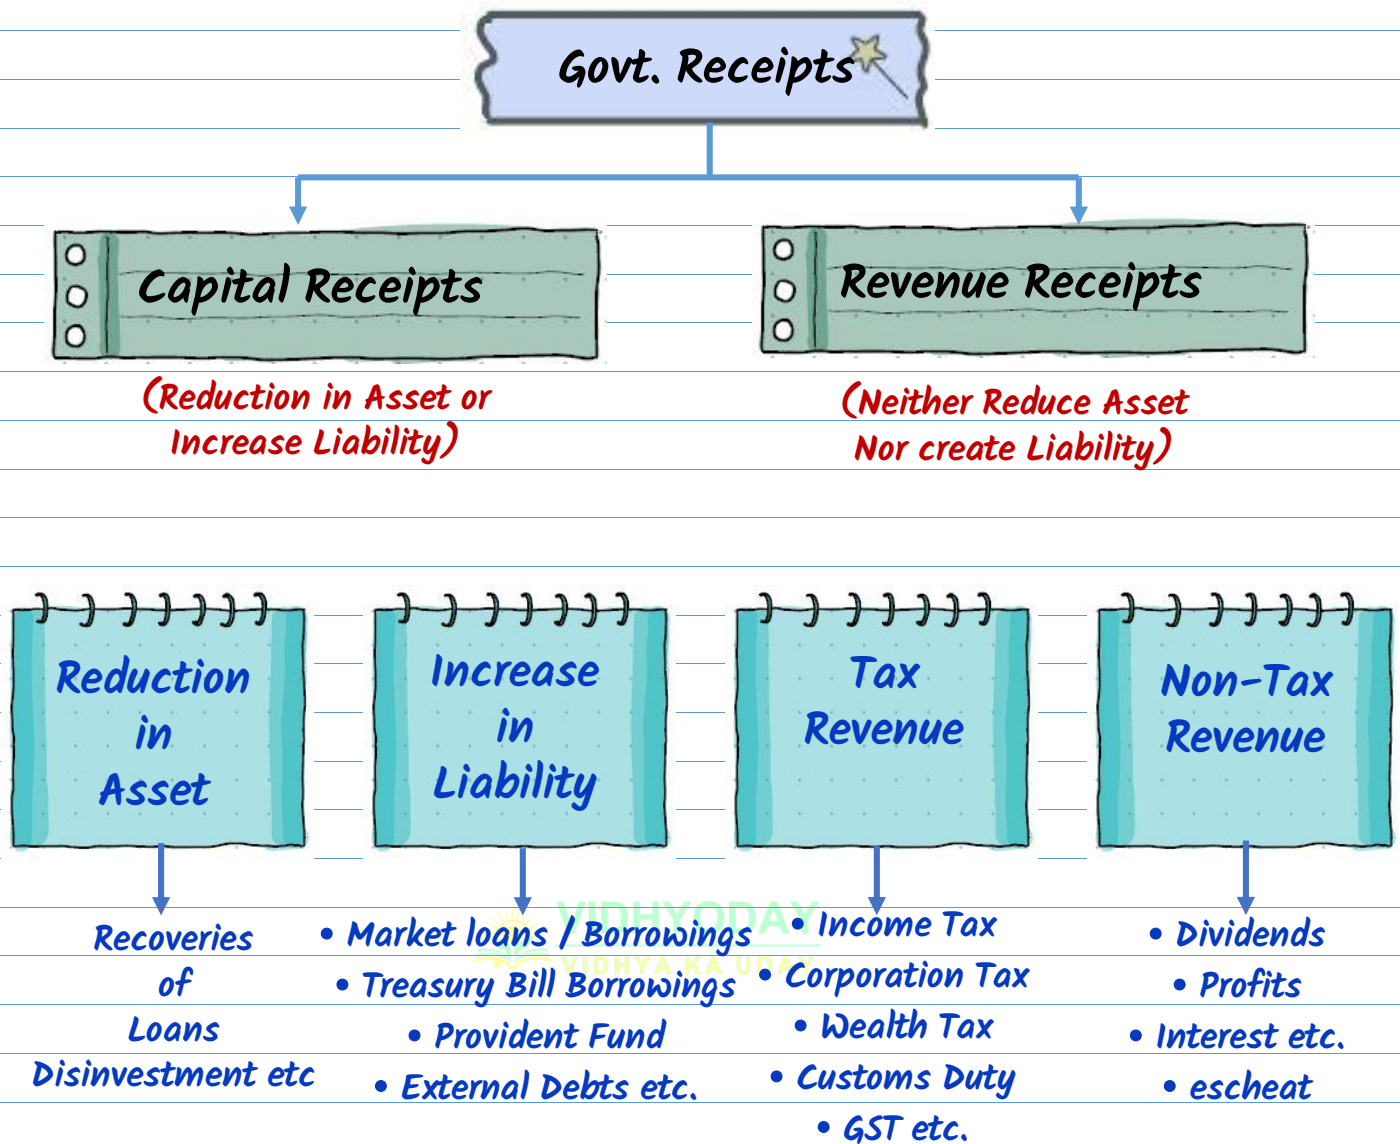 Govt. Receipts
Capital Receipts
Revenue Receipts
(Reduction in Asset or
Increase Liability)
(Neither Reduce Asset
Nor create Liability)
Reduction
in
Asset
Increase
in
Liability
Tax
Revenue
Non-Tax
Revenue
Recoveries
of
Loans
Disinvestment etc
• Market loans / Borrowings
• Treasury Bill Borrowings
• Provident Fund
• External Debts etc.
• Income Tax
• Corporation Tax
• Wealth Tax
• Customs Duty
• GST etc.
• Dividends
• Profits
• Interest etc.
• escheat
VIDHYODAY
VIDHYA KA UDAY